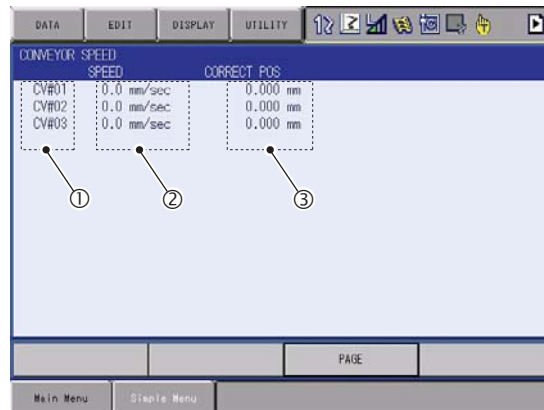 DATA EDIT DISPLAY UTILITY
CONVEYOR SPEED
SPEED CORRECT POS
CV#01 0.0 mm/sec 0.000 mm
CV#02 0.0 mm/sec 0.000 mm
CV#03 0.0 mm/sec 0.000 mm
① ② ③
PAGE
Main Menu Simple Menu